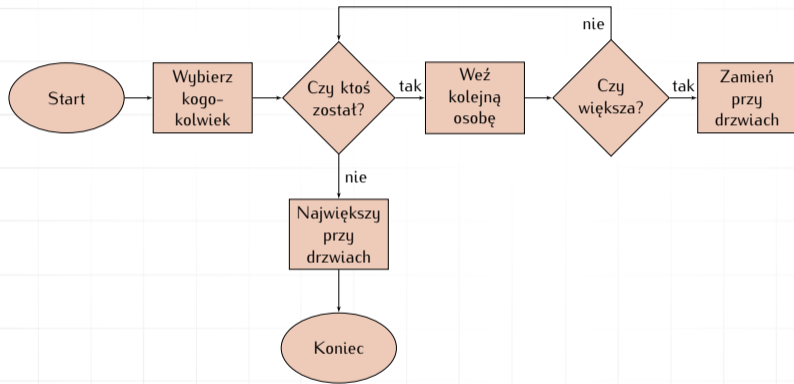 nie
Start
Wybierz
kogo-
kolwiek
Czy ktoś
został?
tak
Weź
kolejną
osobę
Czy
większa?
tak
Zamień
przy
drzwiach
nie
Największy
przy
drzwiach
Koniec